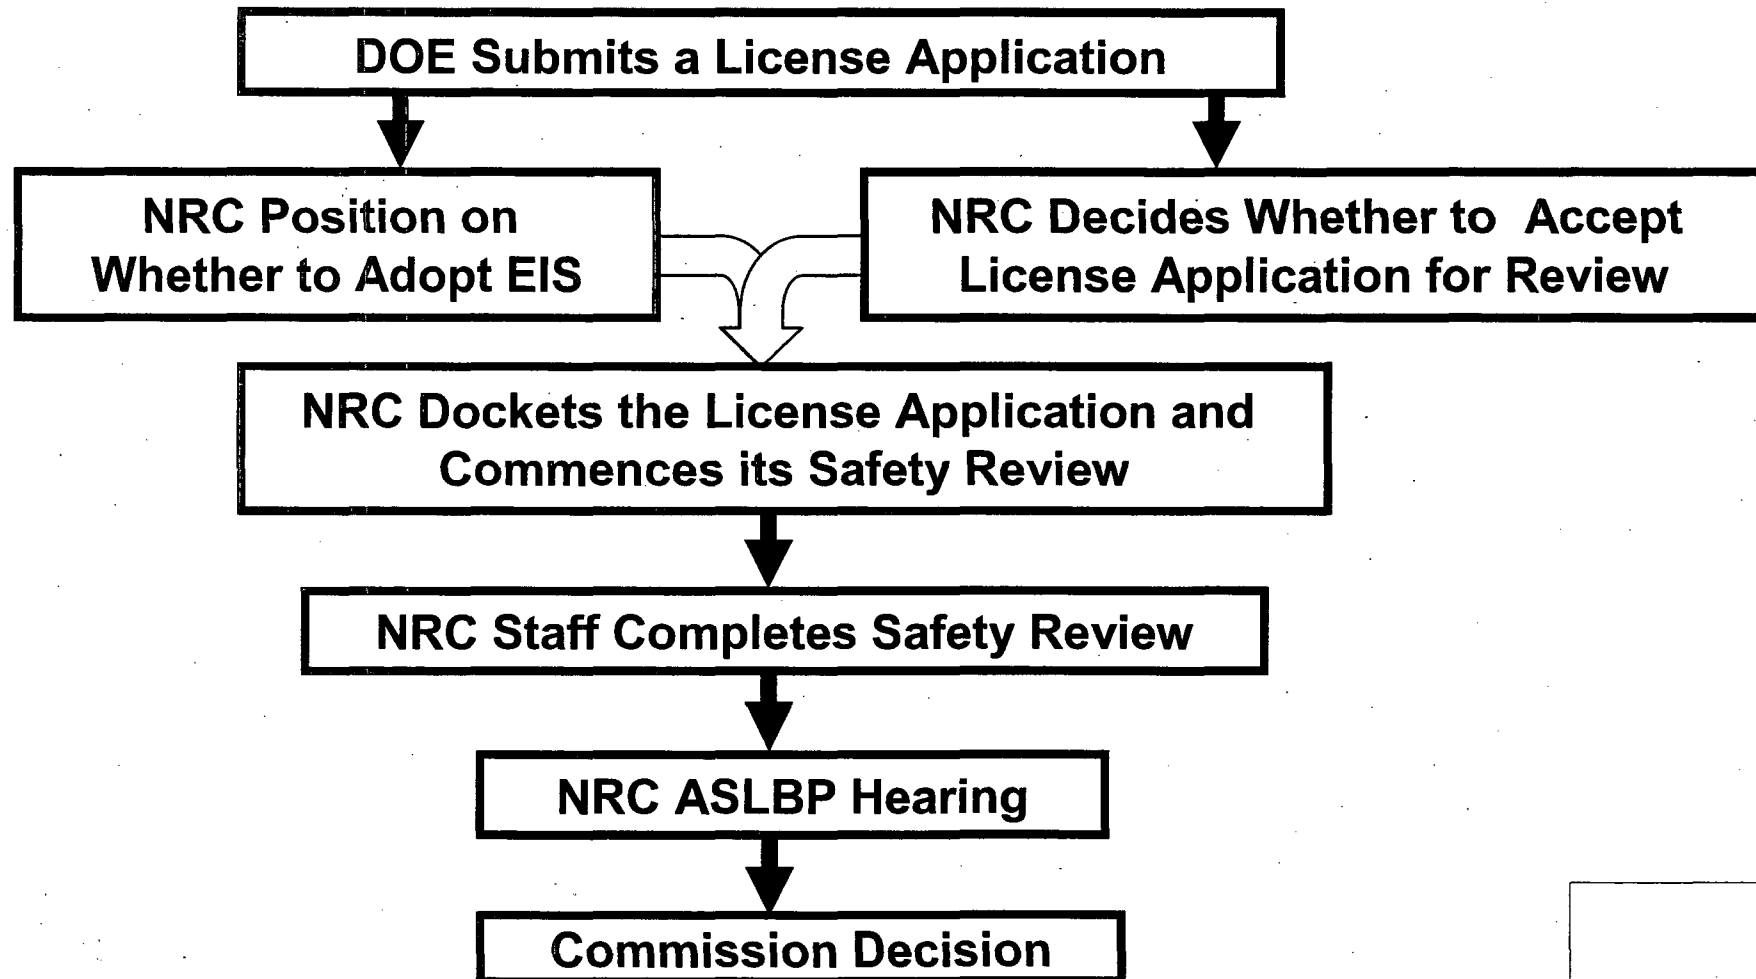 DOE Submits a License Application
NRC Position on
Whether to Adopt EIS
NRC Decides Whether to Accept
License Application for Review
NRC Dockets the License Application and
Commences its Safety Review
NRC Staff Completes Safety Review
NRC ASLBP Hearing
Commission Decision